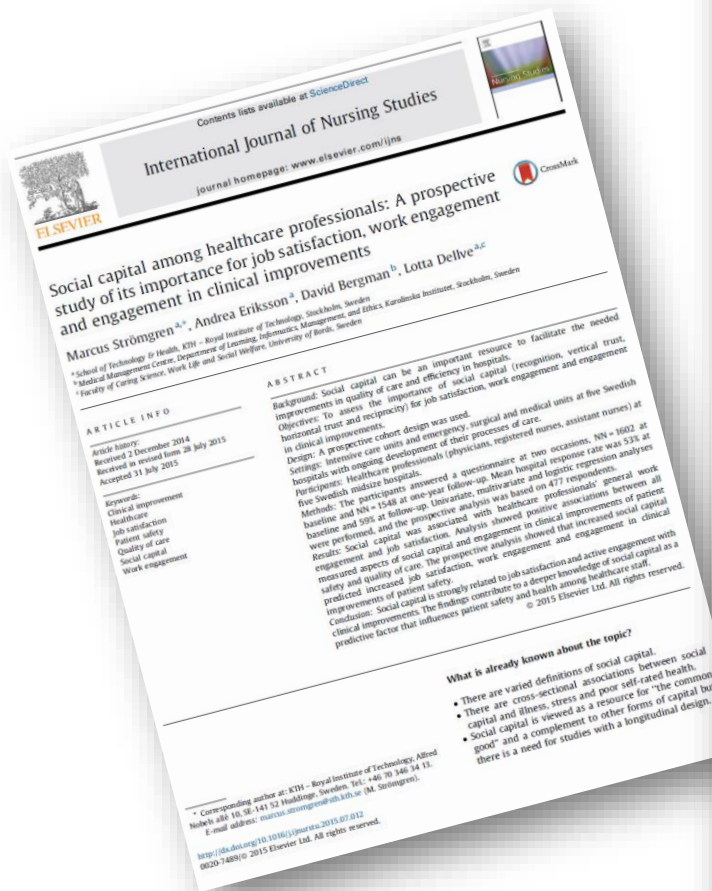 Contents lists available at ScienceDirect
International Journal of Nursing Studies
journal homepage: www.elsevier.com/ijns
ELSEVIER
Nursing Studies
CrossMark
Social capital among healthcare professionals: A prospective
study of its importance for job satisfaction, work engagement
and engagement in clinical improvements
Marcus Strömgren a,*, Andrea Eriksson a, David Bergman b, Lotta Dellve a,c
a School of Technology & Health, KTH – Royal Institute of Technology, Stockholm, Sweden
b Medical Management Centre, Department of Learning, Informatics, Management, and Ethics, Karolinska Institutet, Stockholm, Sweden
c Faculty of Caring Science, Work Life and Social Welfare, University of Borås, Sweden
ARTICLE INFO
Article history:
Received 2 December 2014
Received in revised form 28 July 2015
Accepted 31 July 2015
Keywords:
Clinical improvement
Healthcare
Job satisfaction
Patient safety
Quality of care
Social capital
Work engagement
ABSTRACT
Background: Social capital can be an important resource to facilitate the needed
improvements in quality of care and efficiency in hospitals.
Objectives: To assess the importance of social capital (recognition, vertical trust,
horizontal trust and reciprocity) for job satisfaction, work engagement and engagement
in clinical improvements.
Design: A prospective cohort design was used.
Settings: Intensive care units and emergency, surgical and medical units at five Swedish
hospitals with ongoing development of their processes of care.
Participants: Healthcare professionals (physicians, registered nurses, assistant nurses) at
five Swedish midsize hospitals.
Methods: The participants answered a questionnaire at two occasions, NN = 1602 at
baseline and NN = 1548 at one-year follow-up. Mean hospital response rate was 53% at
baseline and 59% at follow-up. Univariate, multivariate and logistic regression analyses
were performed, and the prospective analysis was based on 477 respondents.
Results: Social capital was associated with healthcare professionals' general work
engagement and job satisfaction. Analysis showed positive associations between all
measured aspects of social capital and engagement in clinical improvements of patient
safety and quality of care. The prospective analysis showed that increased social capital
predicted increased job satisfaction, work engagement and engagement in clinical
improvements of patient safety.
Conclusion: Social capital is strongly related to job satisfaction and active engagement with
clinical improvements. The findings contribute to a deeper knowledge of social capital as a
predictive factor that influences patient safety and health among healthcare staff.
© 2015 Elsevier Ltd. All rights reserved.
What is already known about the topic?
• There are varied definitions of social capital.
• There are cross-sectional associations between social
capital and illness, stress and poor self-rated health.
• Social capital is viewed as a resource for "the common
good" and a complement to other forms of capital but
there is a need for studies with a longitudinal design.
* Corresponding author at: KTH – Royal Institute of Technology, Alfred
Nobels allé 10, SE-141 52 Huddinge, Sweden. Tel.: +46 70 346 34 13.
E-mail address: marcus.stromgren@sth.kth.se (M. Strömgren).
http://dx.doi.org/10.1016/j.ijnurstu.2015.07.012
0020-7489/© 2015 Elsevier Ltd. All rights reserved.